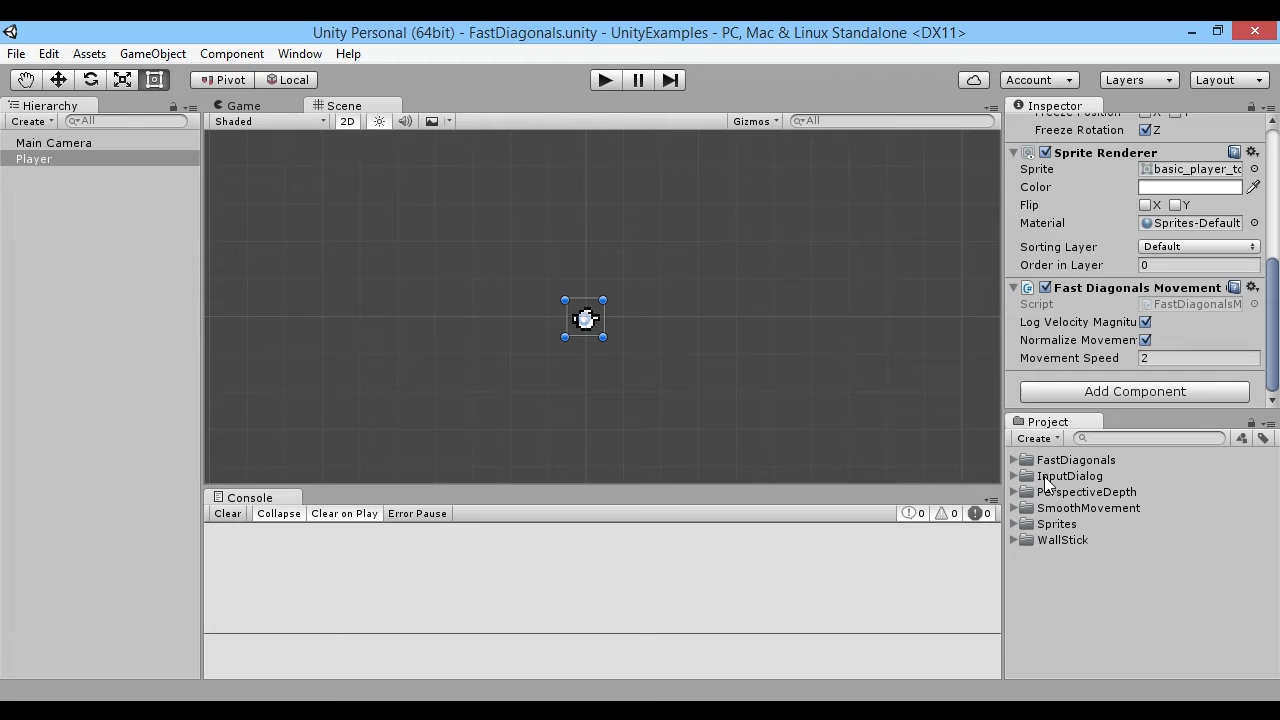 Unity Personal (64bit) - FastDiagonals.unity - UnityExamples - PC, Mac & Linux Standalone <DX11>
File Edit Assets GameObject Component Window Help
Pivot Local Account Layers Layout
Hierarchy Game Scene Inspector
Create All Shaded 2D Gizmos All
Main Camera
Player
Freeze Rotation Z
Sprite Renderer
Sprite basic_player_to
Color
Flip X Y
Material Sprites-Default
Sorting Layer Default
Order in Layer 0
Fast Diagonals Movement
Script FastDiagonalsM
Log Velocity Magnitu
Normalize Movemen
Movement Speed 2
Add Component
Project
Create
FastDiagonals
InputDialog
PerspectiveDepth
SmoothMovement
Sprites
WallStick
Console
Clear Collapse Clear on Play Error Pause 0 0 0